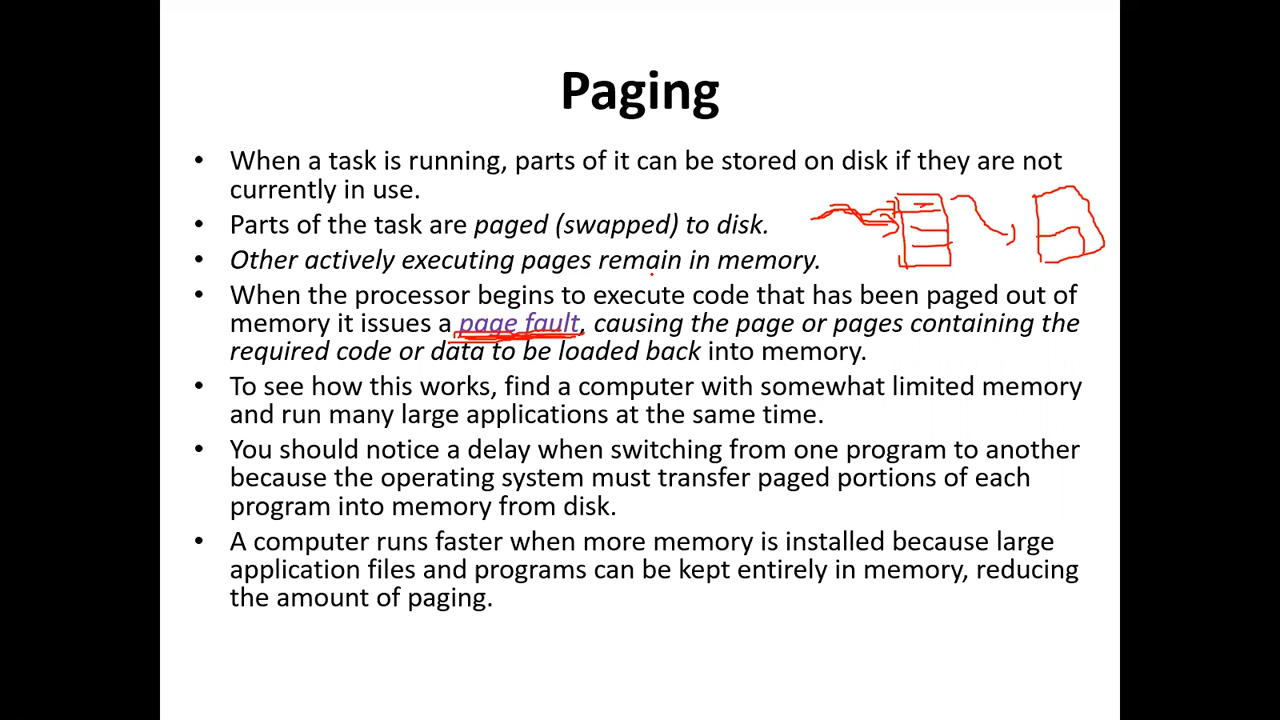 Paging
• When a task is running, parts of it can be stored on disk if they are not
currently in use.
• Parts of the task are paged (swapped) to disk.
• Other actively executing pages remain in memory.
• When the processor begins to execute code that has been paged out of
memory it issues a page fault, causing the page or pages containing the
required code or data to be loaded back into memory.
• To see how this works, find a computer with somewhat limited memory
and run many large applications at the same time.
• You should notice a delay when switching from one program to another
because the operating system must transfer paged portions of each
program into memory from disk.
• A computer runs faster when more memory is installed because large
application files and programs can be kept entirely in memory, reducing
the amount of paging.